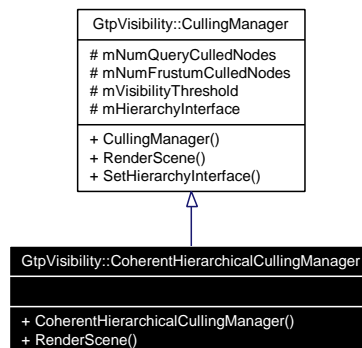 GtpVisibility::CullingManager
# mNumQueryCulledNodes
# mNumFrustumCulledNodes
# mVisibilityThreshold
# mHierarchyInterface
+ CullingManager()
+ RenderScene()
+ SetHierarchyInterface()
GtpVisibility::CoherentHierarchicalCullingManager
+ CoherentHierarchicalCullingManager()
+ RenderScene()